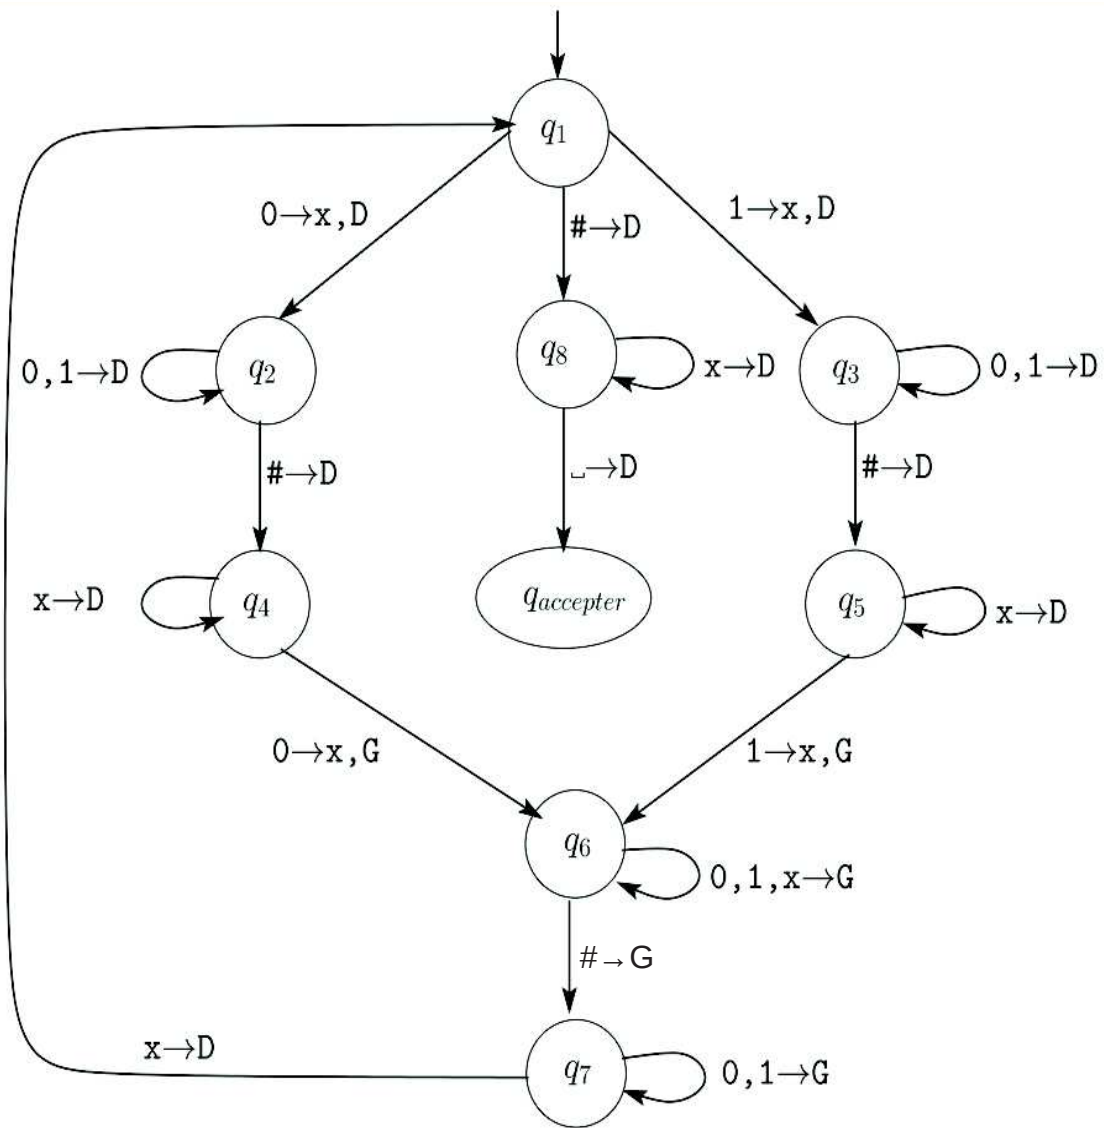 q1
0→x,D
#→D
1→x,D
0,1→D
q2
q8
x→D
q3
0,1→D
#→D
␣→D
#→D
x→D
q4
qaccepter
q5
x→D
0→x,G
1→x,G
q6
0,1,x→G
#→G
x→D
q7
0,1→G